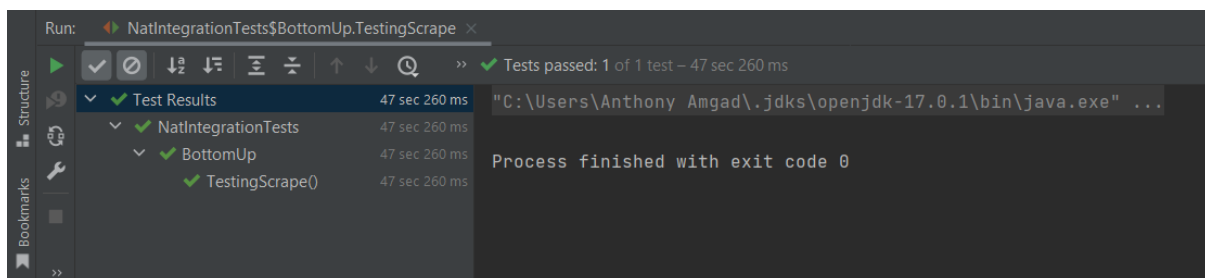 Run: NatIntegrationTests$BottomUp.TestingScrape
Tests passed: 1 of 1 test – 47 sec 260 ms
Test Results 47 sec 260 ms
NatIntegrationTests 47 sec 260 ms
BottomUp 47 sec 260 ms
TestingScrape() 47 sec 260 ms
"C:\Users\Anthony Amgad\.jdks\openjdk-17.0.1\bin\java.exe" ...
Process finished with exit code 0
Structure
Bookmarks